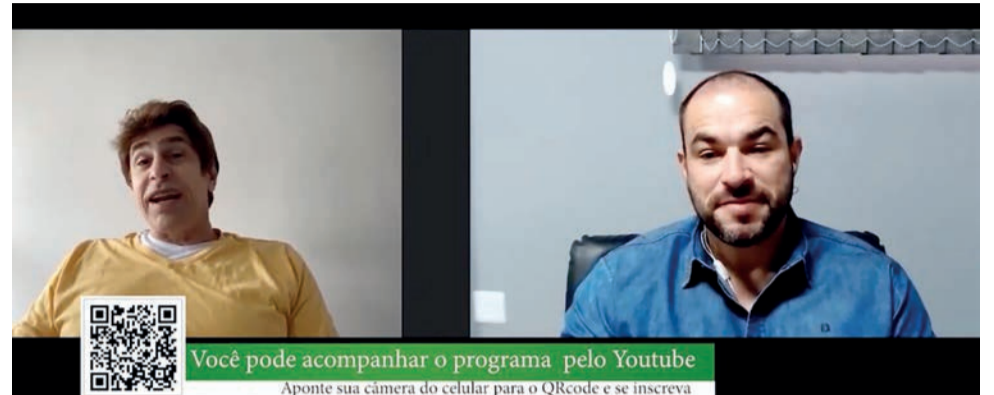 Você pode acompanhar o programa pelo Youtube
Aponte sua câmera do celular para o QRcode e se inscreva